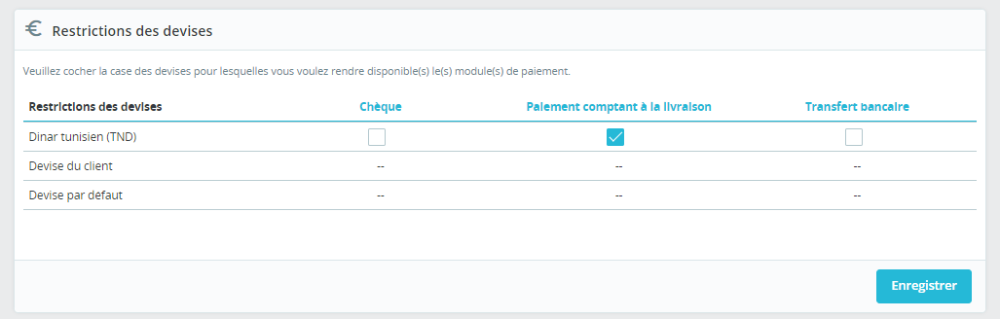 € Restrictions des devises
Veuillez cocher la case des devises pour lesquelles vous voulez rendre disponible(s) le(s) module(s) de paiement.
Restrictions des devises Chèque Paiement comptant à la livraison Transfert bancaire
Dinar tunisien (TND)
Devise du client -- -- --
Devise par défaut -- -- --
Enregistrer